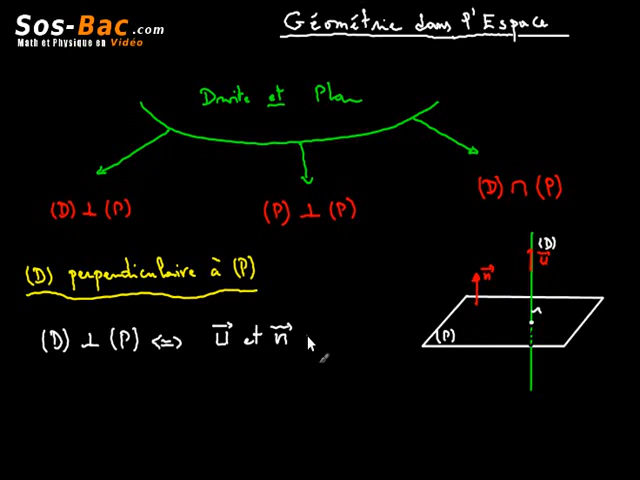 Sos-Bac.com
Math et Physique en Vidéo
Géométrie dans l'Espace
Droite et Plan
(D) ⊥ (P)
(P) ⊥ (P)
(D) ∩ (P)
(D) perpendiculaire à (P)
(D) ⊥ (P) <=> u⃗ et n⃗
(D)
u⃗
n⃗
(P)